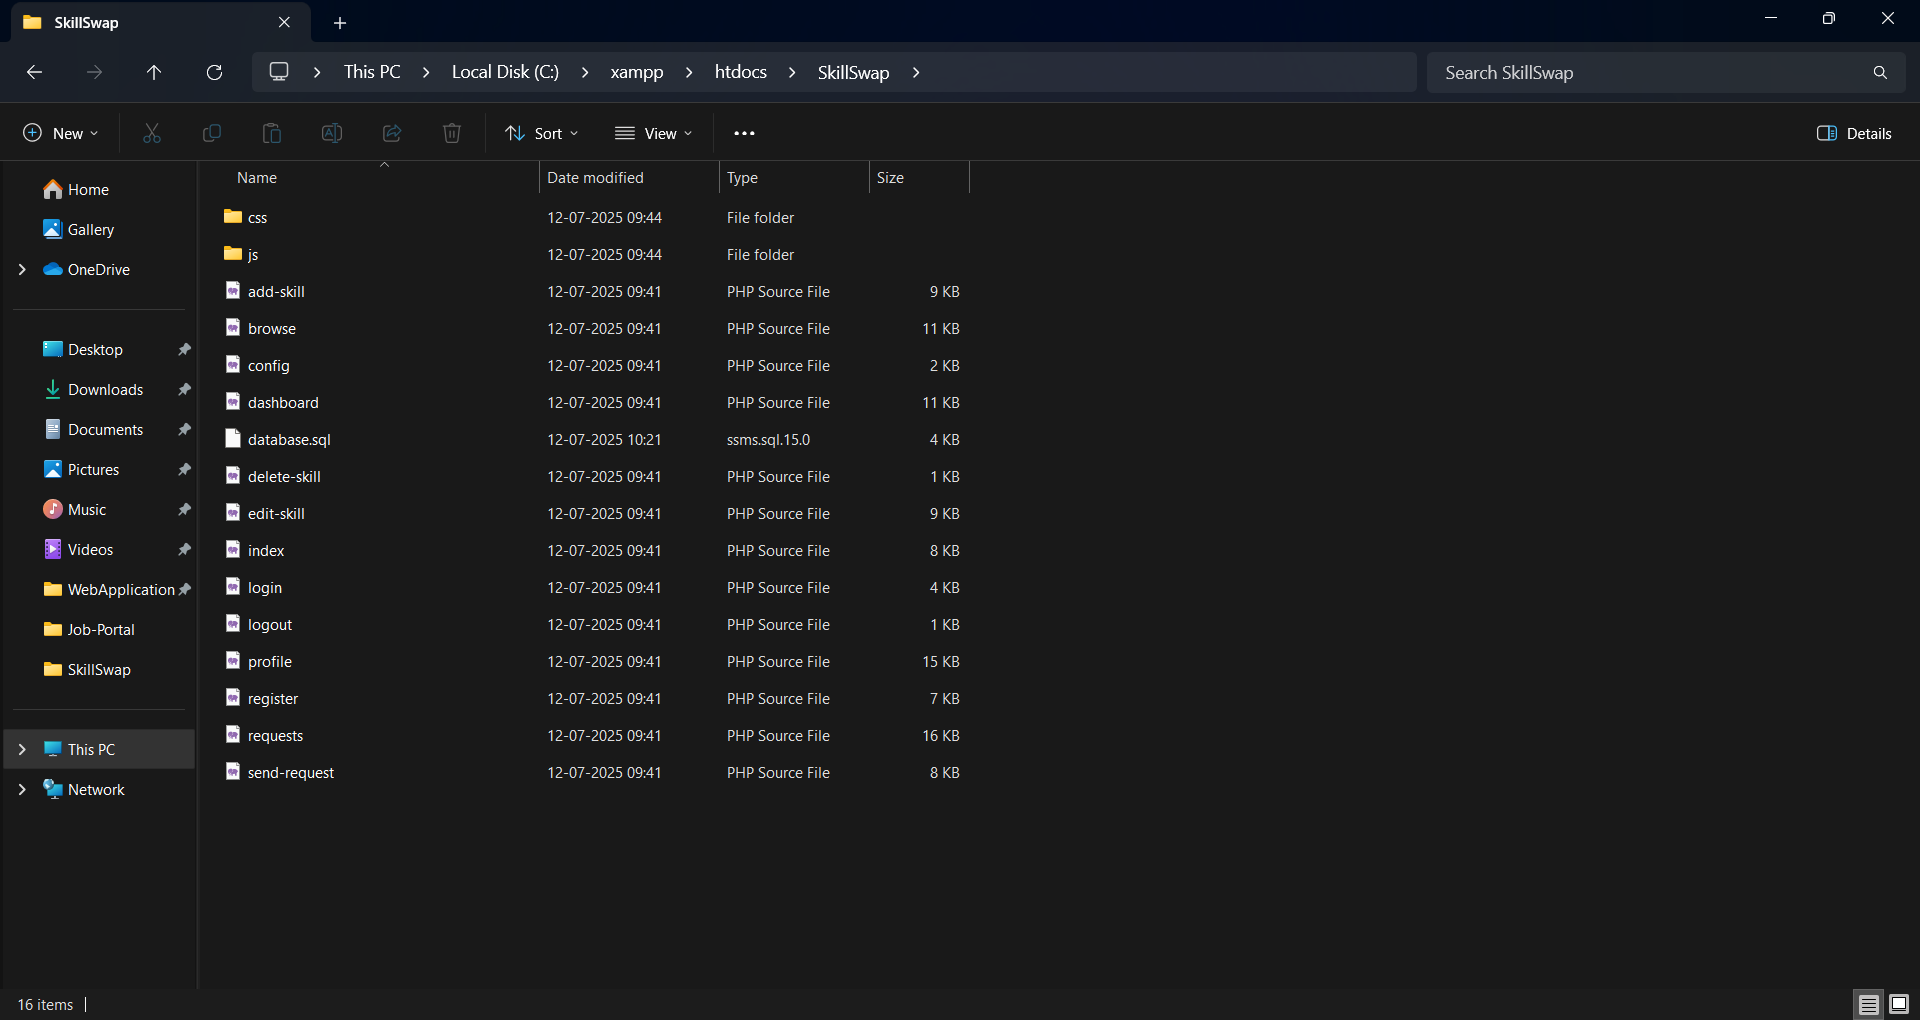 SkillSwap
This PC > Local Disk (C:) > xampp > htdocs > SkillSwap >
Search SkillSwap
New
Sort
View
Details
Home
Gallery
OneDrive
Desktop
Downloads
Documents
Pictures
Music
Videos
WebApplication
Job-Portal
SkillSwap
This PC
Network
Name Date modified Type Size
css 12-07-2025 09:44 File folder
js 12-07-2025 09:44 File folder
add-skill 12-07-2025 09:41 PHP Source File 9 KB
browse 12-07-2025 09:41 PHP Source File 11 KB
config 12-07-2025 09:41 PHP Source File 2 KB
dashboard 12-07-2025 09:41 PHP Source File 11 KB
database.sql 12-07-2025 10:21 ssms.sql.15.0 4 KB
delete-skill 12-07-2025 09:41 PHP Source File 1 KB
edit-skill 12-07-2025 09:41 PHP Source File 9 KB
index 12-07-2025 09:41 PHP Source File 8 KB
login 12-07-2025 09:41 PHP Source File 4 KB
logout 12-07-2025 09:41 PHP Source File 1 KB
profile 12-07-2025 09:41 PHP Source File 15 KB
register 12-07-2025 09:41 PHP Source File 7 KB
requests 12-07-2025 09:41 PHP Source File 16 KB
send-request 12-07-2025 09:41 PHP Source File 8 KB
16 items